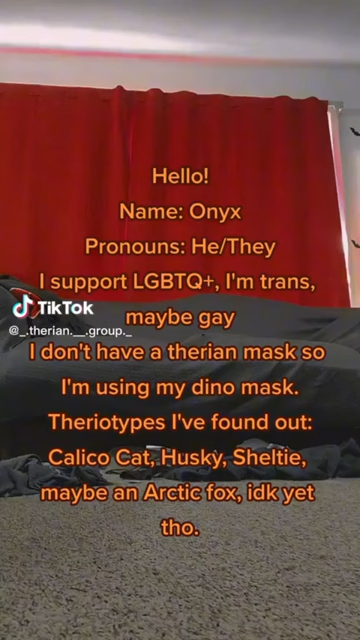 Hello!
Name: Onyx
Pronouns: He/They
I support LGBTQ+, I'm trans,
maybe gay
TikTok
@_.therian.__.group._
I don't have a therian mask so
I'm using my dino mask.
Theriotypes I've found out:
Calico Cat, Husky, Sheltie,
maybe an Arctic fox, idk yet
tho.